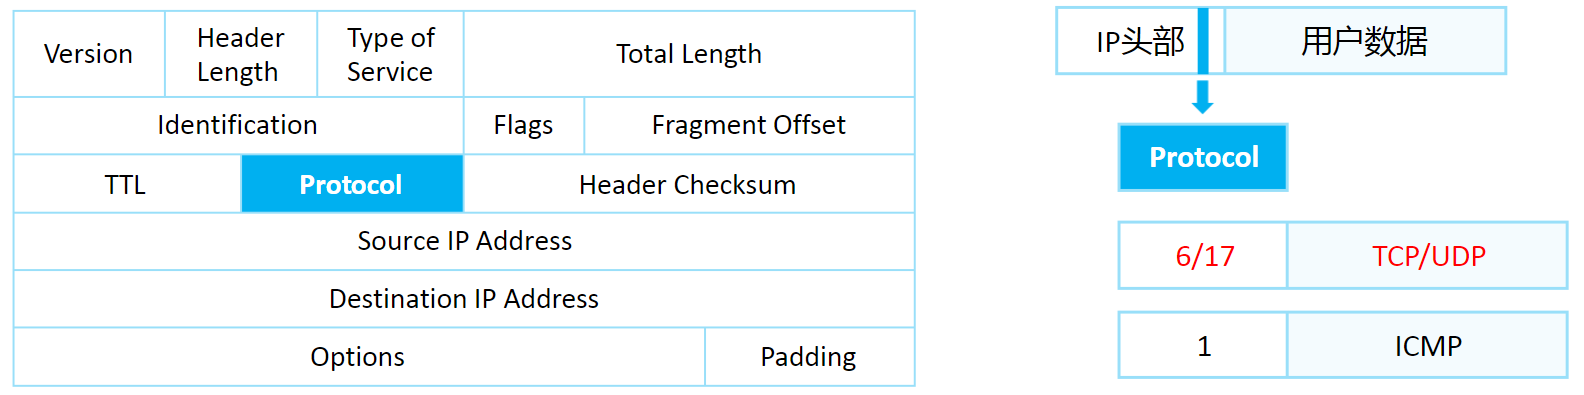 Version
Header
Length
Type of
Service
Total Length
Identification
Flags
Fragment Offset
TTL
Protocol
Header Checksum
Source IP Address
Destination IP Address
Options
Padding
IP头部
用户数据
Protocol
6/17
TCP/UDP
1
ICMP